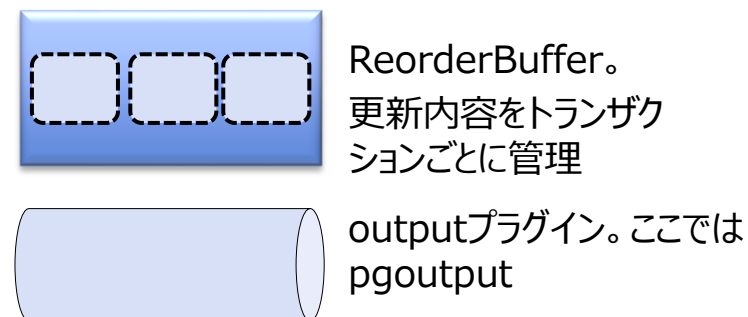 ReorderBuffer。
更新内容をトランザク
ションごとに管理
outputプラグイン。ここでは
pgoutput